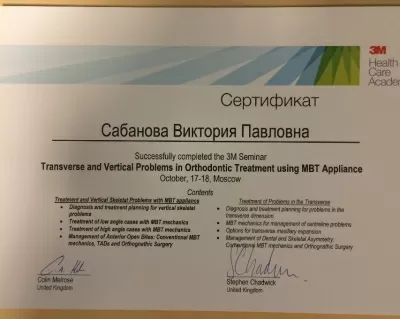 3M
Health
Care
Academ
Сертификат
Сабанова Виктория Павловна
Successfully completed the 3M Seminar
Transverse and Vertical Problems in Orthodontic Treatment using MBT Appliance
October, 17-18, Moscow
Contents
Treatment and Vertical Skeletal Problems with MBT appliance
• Diagnosis and treatment planning for vertical skeletal
problems
• Treatment of low angle cases with MBT mechanics
• Treatment of high angle cases with MBT mechanics
• Management of Anterior Open Bites: Conventional MBT
mechanics, TADs and Orthognathic Surgery
Treatment of Problems in the Transverse
• Diagnosis and treatment planning for problems in the
transverse dimension
• MBT mechanics for management of centreline problems
• Options for transverse maxillary expansion
• Management of Dental and Skeletal Asymmetry
Conventional MBT mechanics and Orthognathic Surgery
Colin Melrose
United Kingdom
Stephen Chadwick
United Kingdom